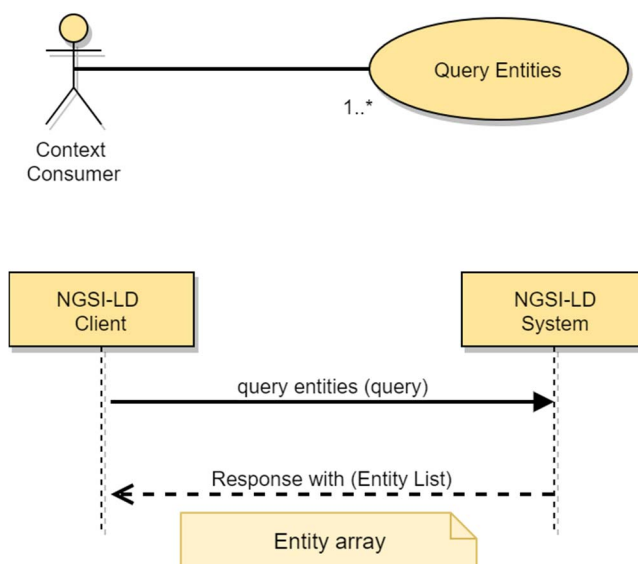 Query Entities
1..*
Context
Consumer
NGSI-LD
Client
NGSI-LD
System
query entities (query)
Response with (Entity List)
Entity array